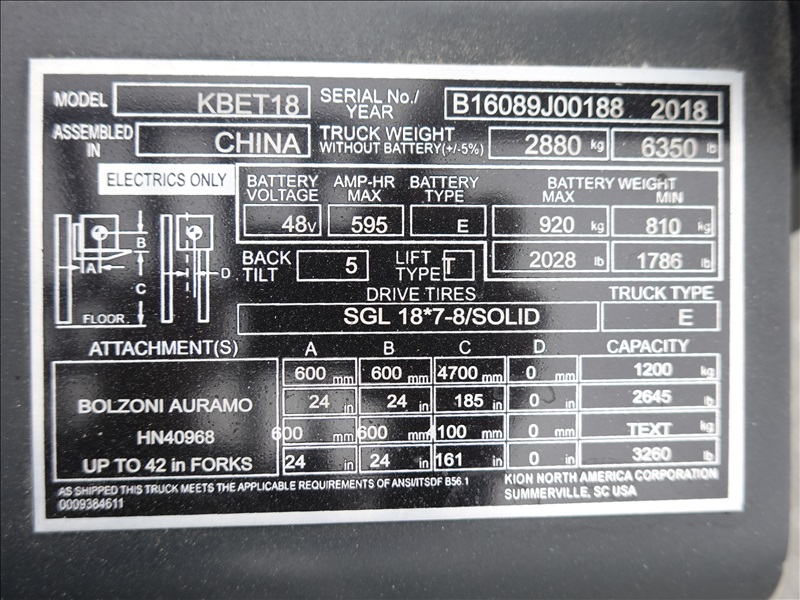 MODEL KBET18 SERIAL No./ YEAR B16089J00188 2018
ASSEMBLED IN CHINA TRUCK WEIGHT WITHOUT BATTERY(+/-5%) 2880 kg 6350 lb
ELECTRICS ONLY BATTERY VOLTAGE AMP-HR MAX BATTERY TYPE BATTERY WEIGHT MAX MIN
48v 595 E 920 kg 810 kg
BACK TILT 5 LIFT TYPE T 2028 lb 1786 lb
A B C D
FLOOR
DRIVE TIRES TRUCK TYPE
SGL 18*7-8/SOLID E
ATTACHMENT(S) A B C D CAPACITY
600 mm 600 mm 4700 mm 0 mm 1200 kg
BOLZONI AURAMO 24 in 24 in 185 in 0 in 2645 lb
HN40968 600 mm 600 mm 4100 mm 0 mm TEXT kg
UP TO 42 in FORKS 24 in 24 in 161 in 0 in 3260 lb
AS SHIPPED THIS TRUCK MEETS THE APPLICABLE REQUIREMENTS OF ANSI/ITSDF B56.1 KION NORTH AMERICA CORPORATION
0009384611 SUMMERVILLE, SC USA